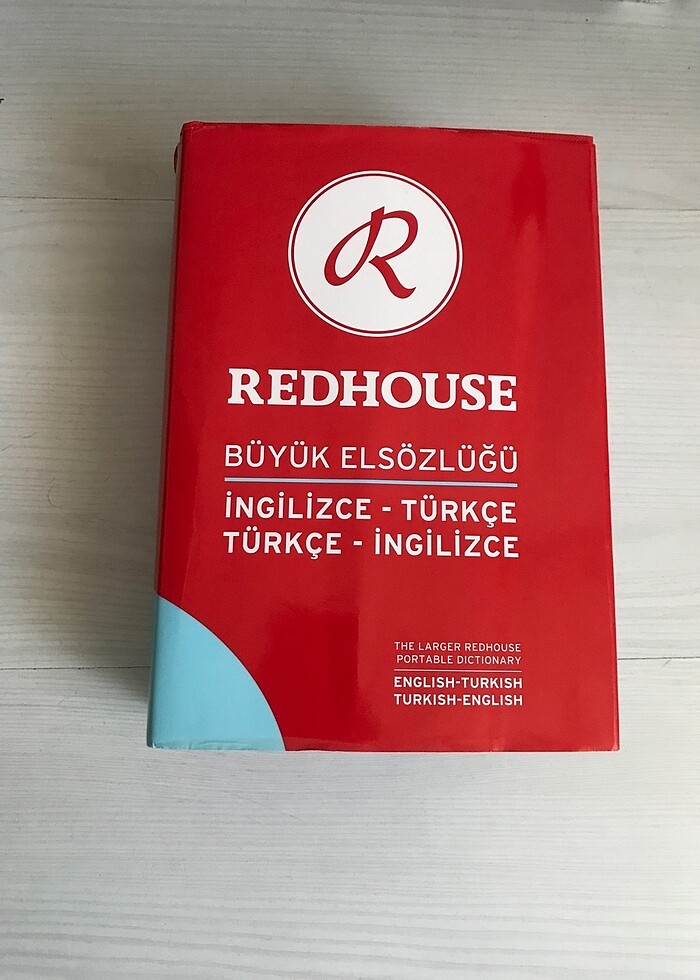 R
REDHOUSE
BÜYÜK ELSÖZLÜĞÜ
İNGİLİZCE - TÜRKÇE
TÜRKÇE - İNGİLİZCE
THE LARGER REDHOUSE
PORTABLE DICTIONARY
ENGLISH-TURKISH
TURKISH-ENGLISH